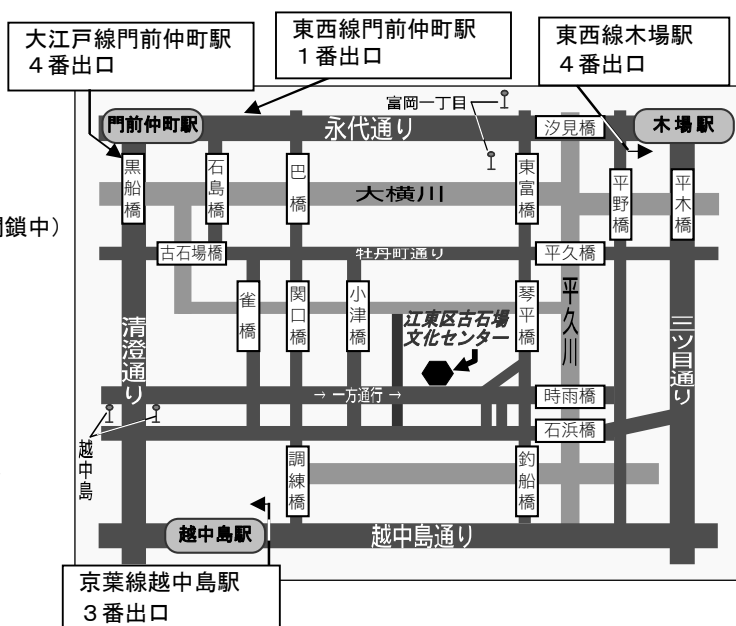 大江戸線門前仲町駅
４番出口
東西線門前仲町駅
１番出口
東西線木場駅
４番出口
富岡一丁目
門前仲町駅
永代通り
汐見橋
木場駅
黒船橋
石島橋
巴橋
大横川
東富橋
平野橋
平木橋
鎖中）
古石場橋
牡丹町通り
平久橋
雀橋
関口橋
小津橋
江東区古石場
文化センター
琴平橋
平久川
清澄通り
三ツ目通り
→ 一方通行 →
時雨橋
石浜橋
越中島
調練橋
釣船橋
越中島駅
越中島通り
京葉線越中島駅
３番出口